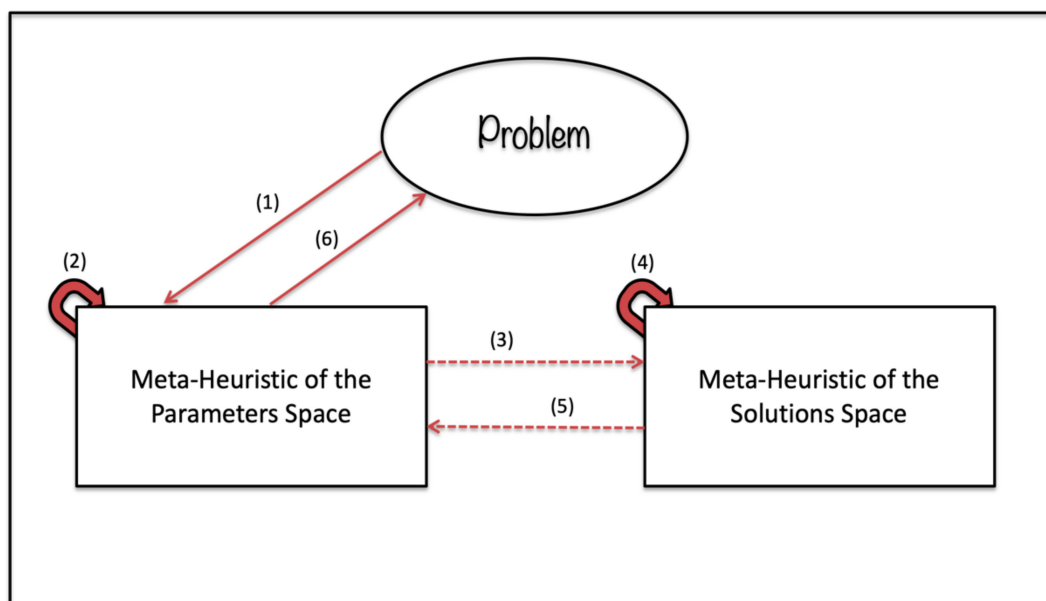 Problem
(1)
(6)
(2)
(4)
(3)
Meta-Heuristic of the
Parameters Space
Meta-Heuristic of the
Solutions Space
(5)